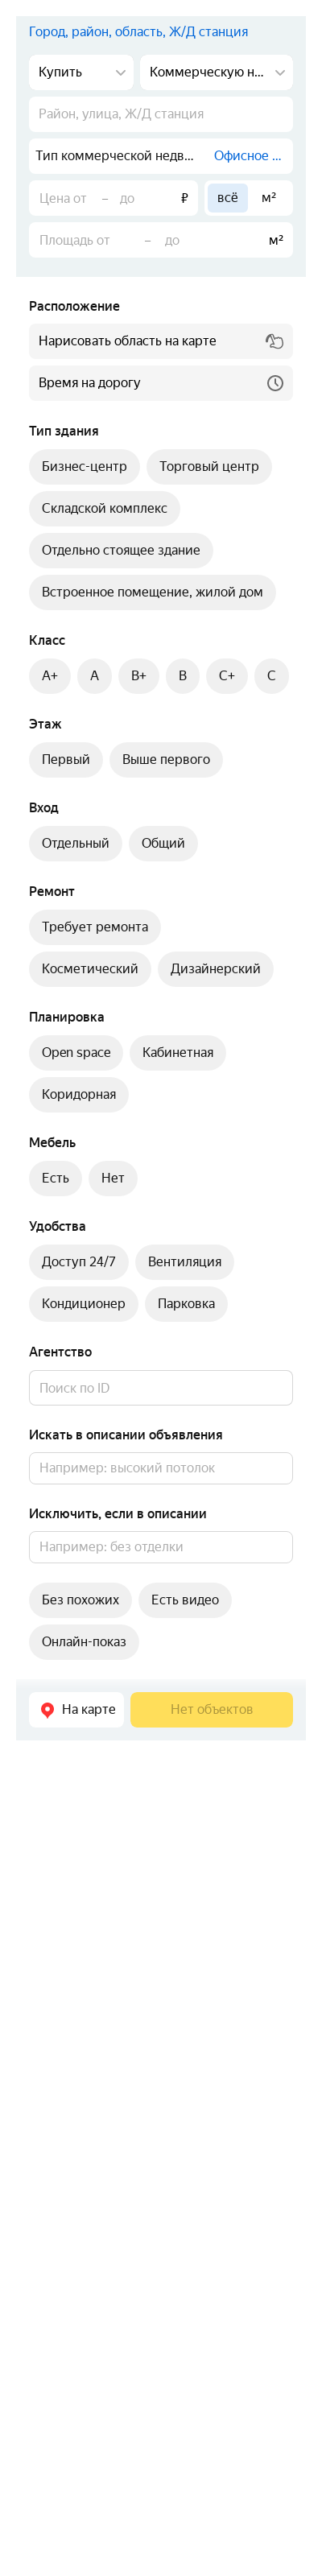 Город, район, область, Ж/Д станция
Купить Коммерческую н...
Район, улица, Ж/Д станция
Тип коммерческой недв... Офисное ...
Цена от – до ₽ всё м²
Площадь от – до м²
Расположение
Нарисовать область на карте
Время на дорогу
Тип здания
Бизнес-центр Торговый центр
Складской комплекс
Отдельно стоящее здание
Встроенное помещение, жилой дом
Класс
A+ A B+ B C+ C
Этаж
Первый Выше первого
Вход
Отдельный Общий
Ремонт
Требует ремонта
Косметический Дизайнерский
Планировка
Open space Кабинетная
Коридорная
Мебель
Есть Нет
Удобства
Доступ 24/7 Вентиляция
Кондиционер Парковка
Агентство
Поиск по ID
Искать в описании объявления
Например: высокий потолок
Исключить, если в описании
Например: без отделки
Без похожих Есть видео
Онлайн-показ
На карте Нет объектов